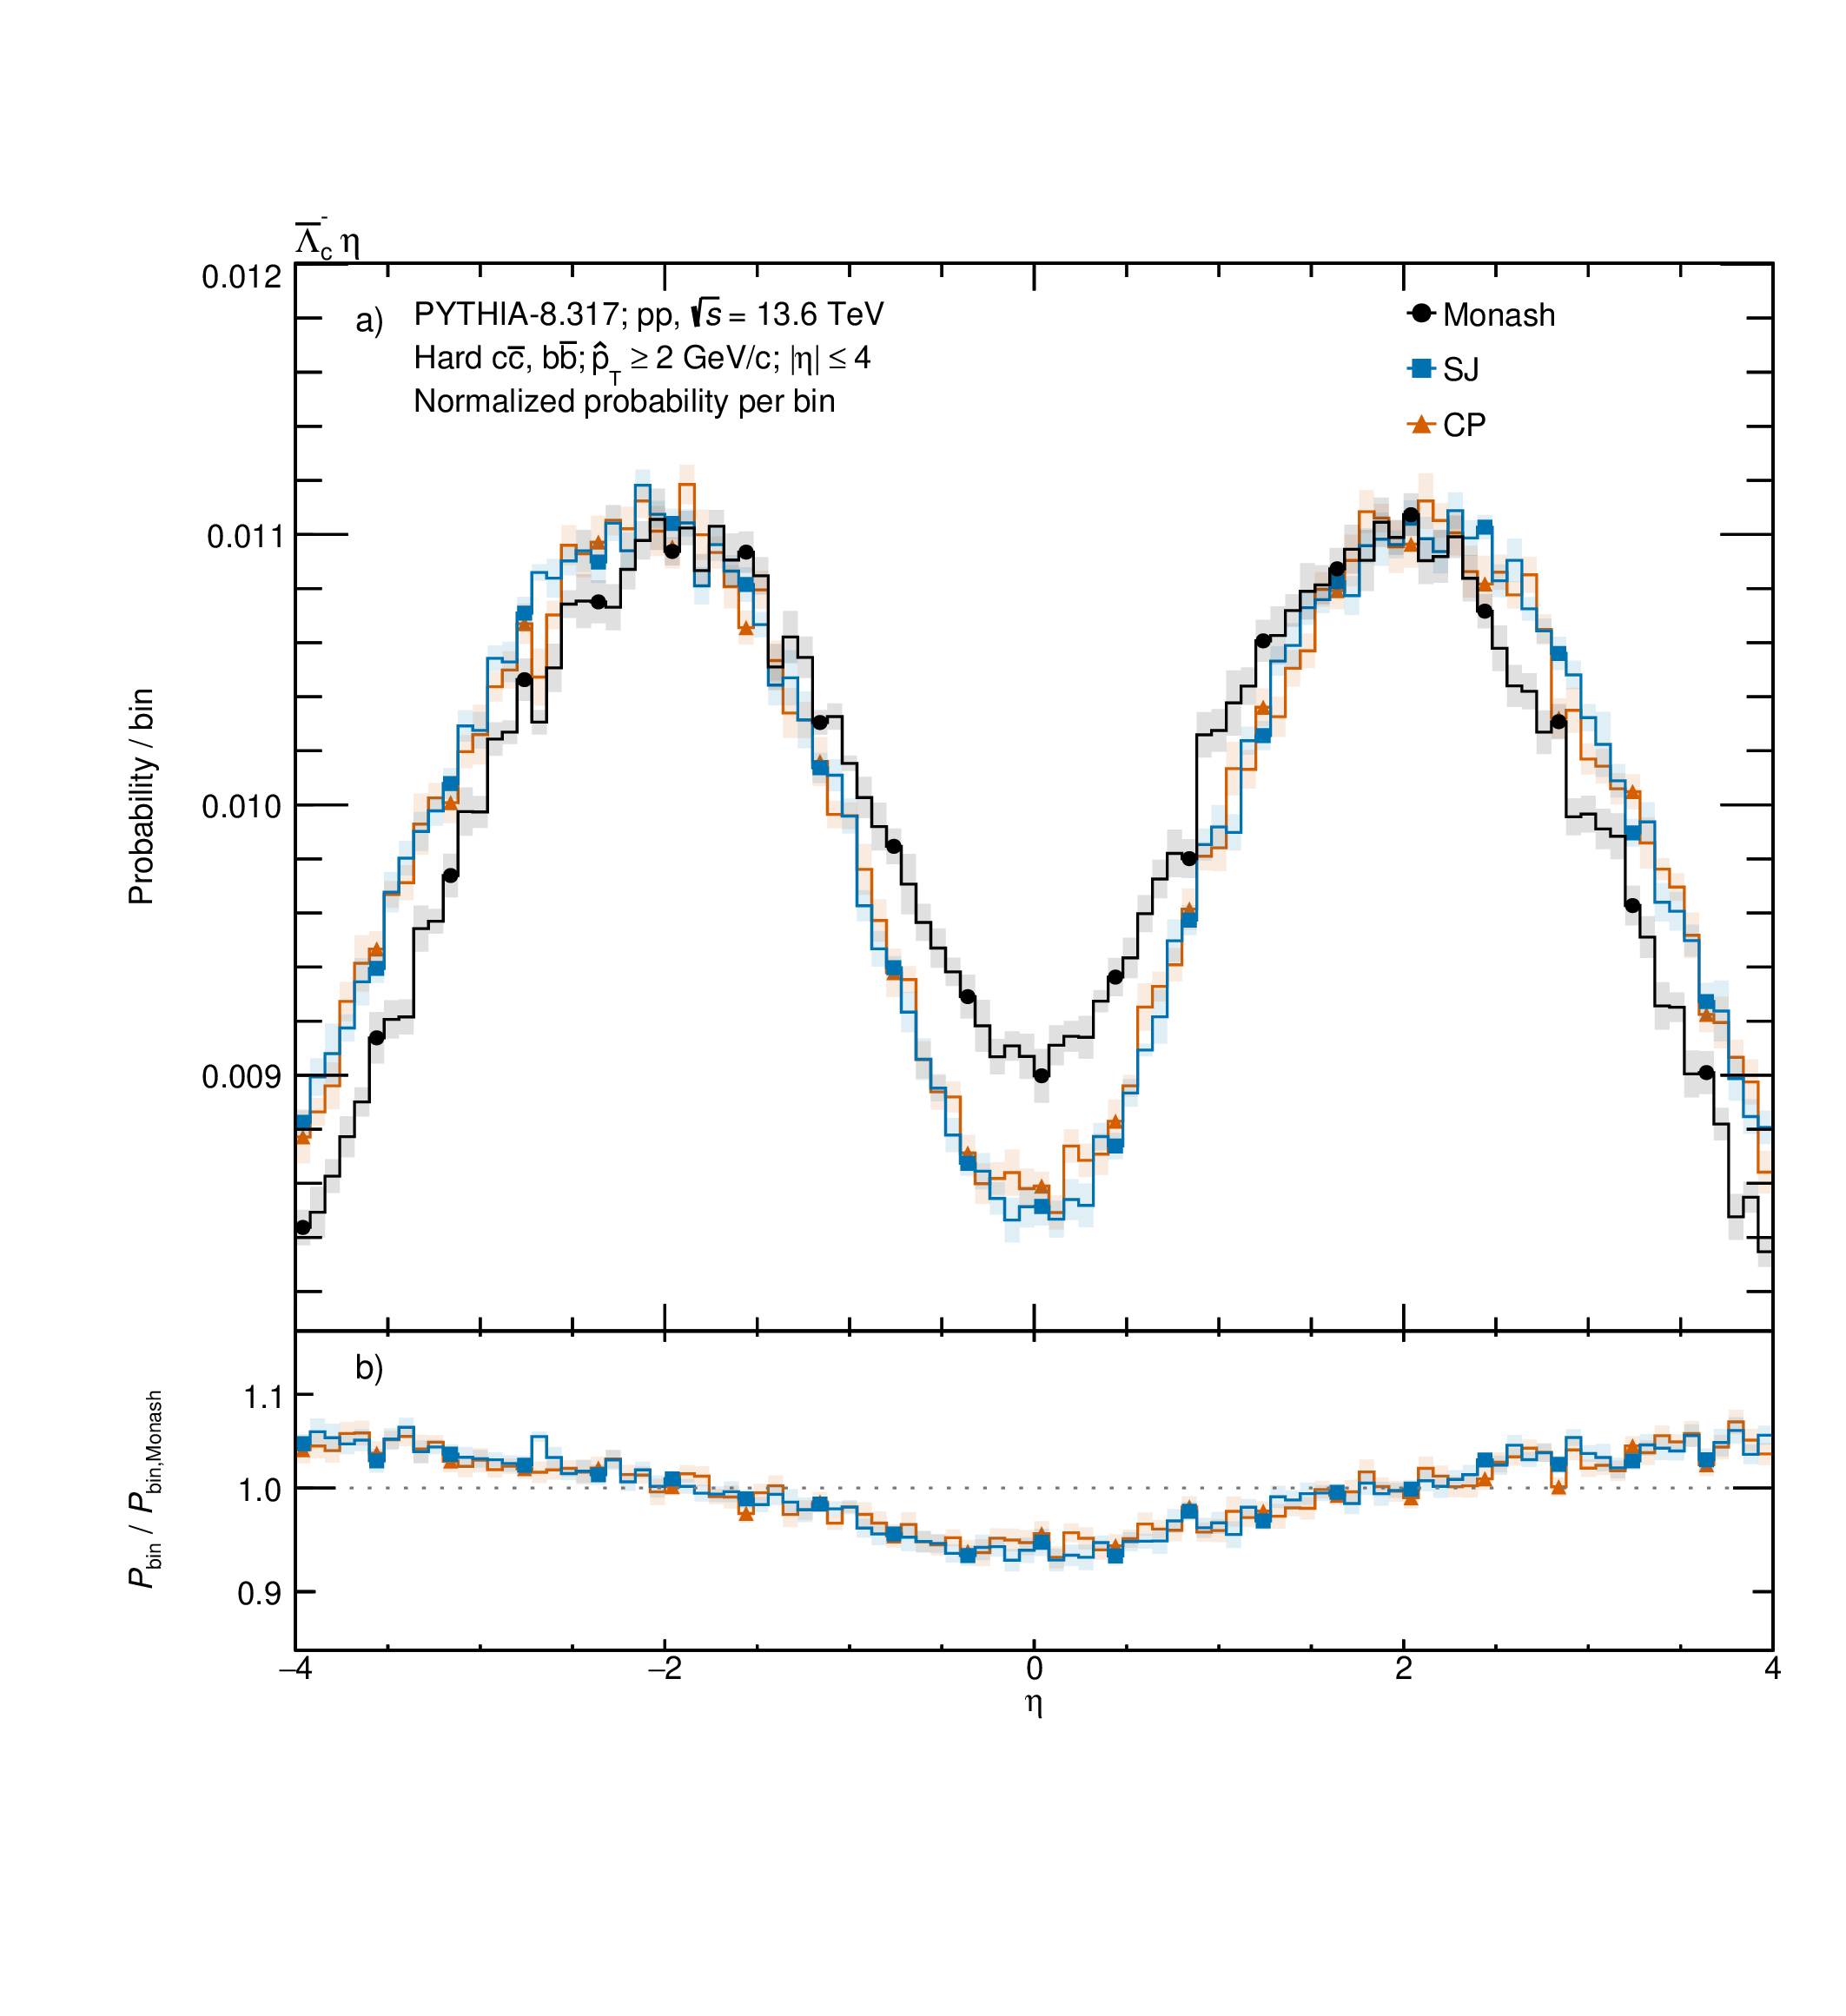 Λ̅c⁻ η
a) PYTHIA-8.317; pp, √s = 13.6 TeV
Hard cc̅, bb̅; p̂T ≥ 2 GeV/c; |η| ≤ 4
Normalized probability per bin
Monash
SJ
CP
0.012
0.011
0.010
0.009
Probability / bin
b)
1.1
1.0
0.9
Pbin / Pbin,Monash
−4 −2 0 2 4
η